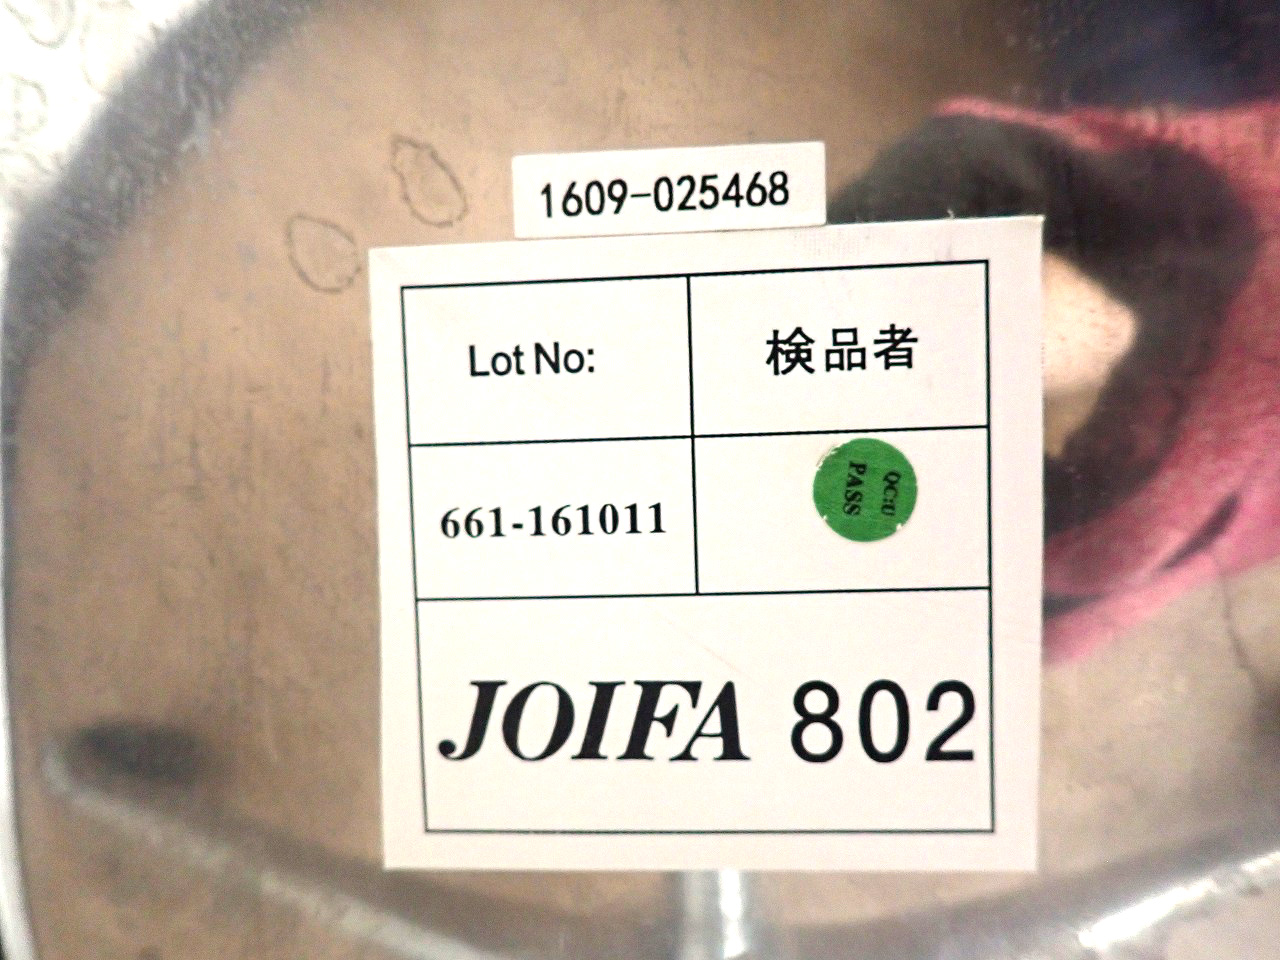 1609-025468
Lot No:
検品者
661-161011
QC:U
PASS
JOIFA 802